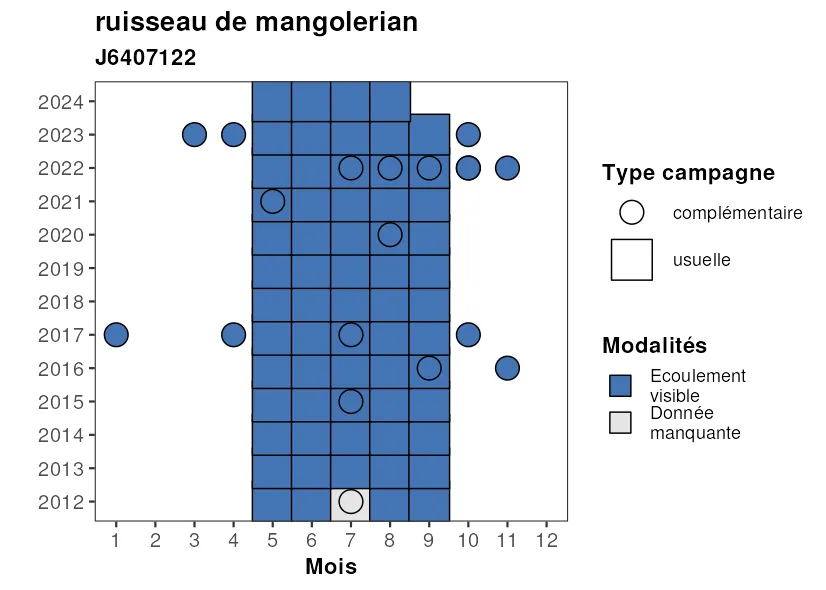 ruisseau de mangolerian
J6407122
2024
2023
2022
2021
2020
2019
2018
2017
2016
2015
2014
2013
2012
1 2 3 4 5 6 7 8 9 10 11 12
Mois
Type campagne
complémentaire
usuelle
Modalités
Ecoulement
visible
Donnée
manquante